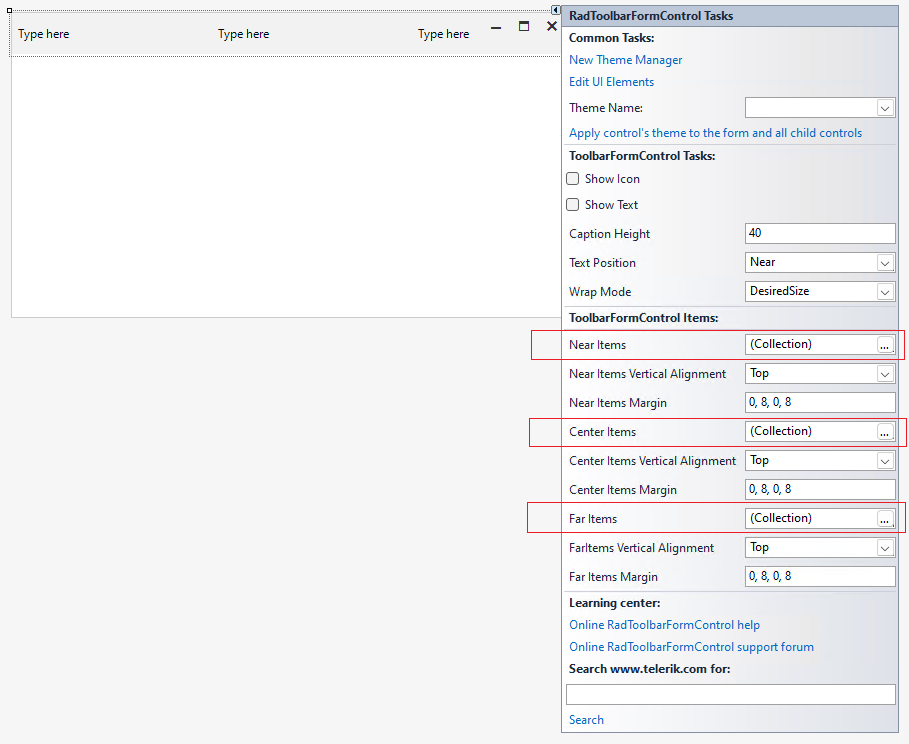 Type here Type here Type here
RadToolbarFormControl Tasks
Common Tasks:
New Theme Manager
Edit UI Elements
Theme Name:
Apply control's theme to the form and all child controls
ToolbarFormControl Tasks:
Show Icon
Show Text
Caption Height 40
Text Position Near
Wrap Mode DesiredSize
ToolbarFormControl Items:
Near Items (Collection) ...
Near Items Vertical Alignment Top
Near Items Margin 0, 8, 0, 8
Center Items (Collection) ...
Center Items Vertical Alignment Top
Center Items Margin 0, 8, 0, 8
Far Items (Collection) ...
FarItems Vertical Alignment Top
Far Items Margin 0, 8, 0, 8
Learning center:
Online RadToolbarFormControl help
Online RadToolbarFormControl support forum
Search www.telerik.com for:
Search